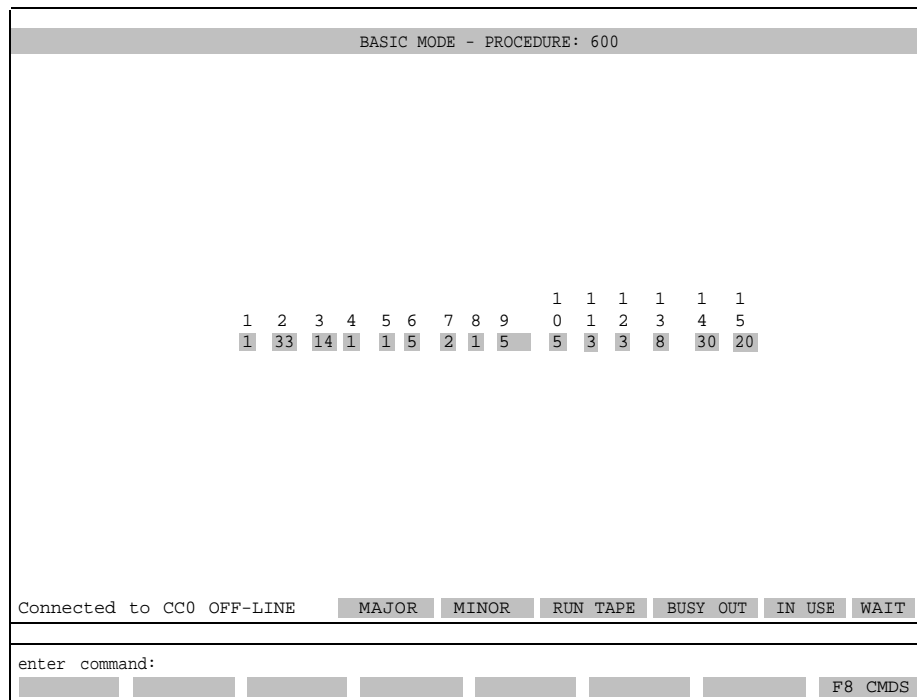 BASIC MODE - PROCEDURE: 600
1 1 1 1 1 1
1 2 3 4 5 6 7 8 9 0 1 2 3 4 5
1 33 14 1 1 5 2 1 5 5 3 3 8 30 20
Connected to CC0 OFF-LINE MAJOR MINOR RUN TAPE BUSY OUT IN USE WAIT
enter command:
F8 CMDS